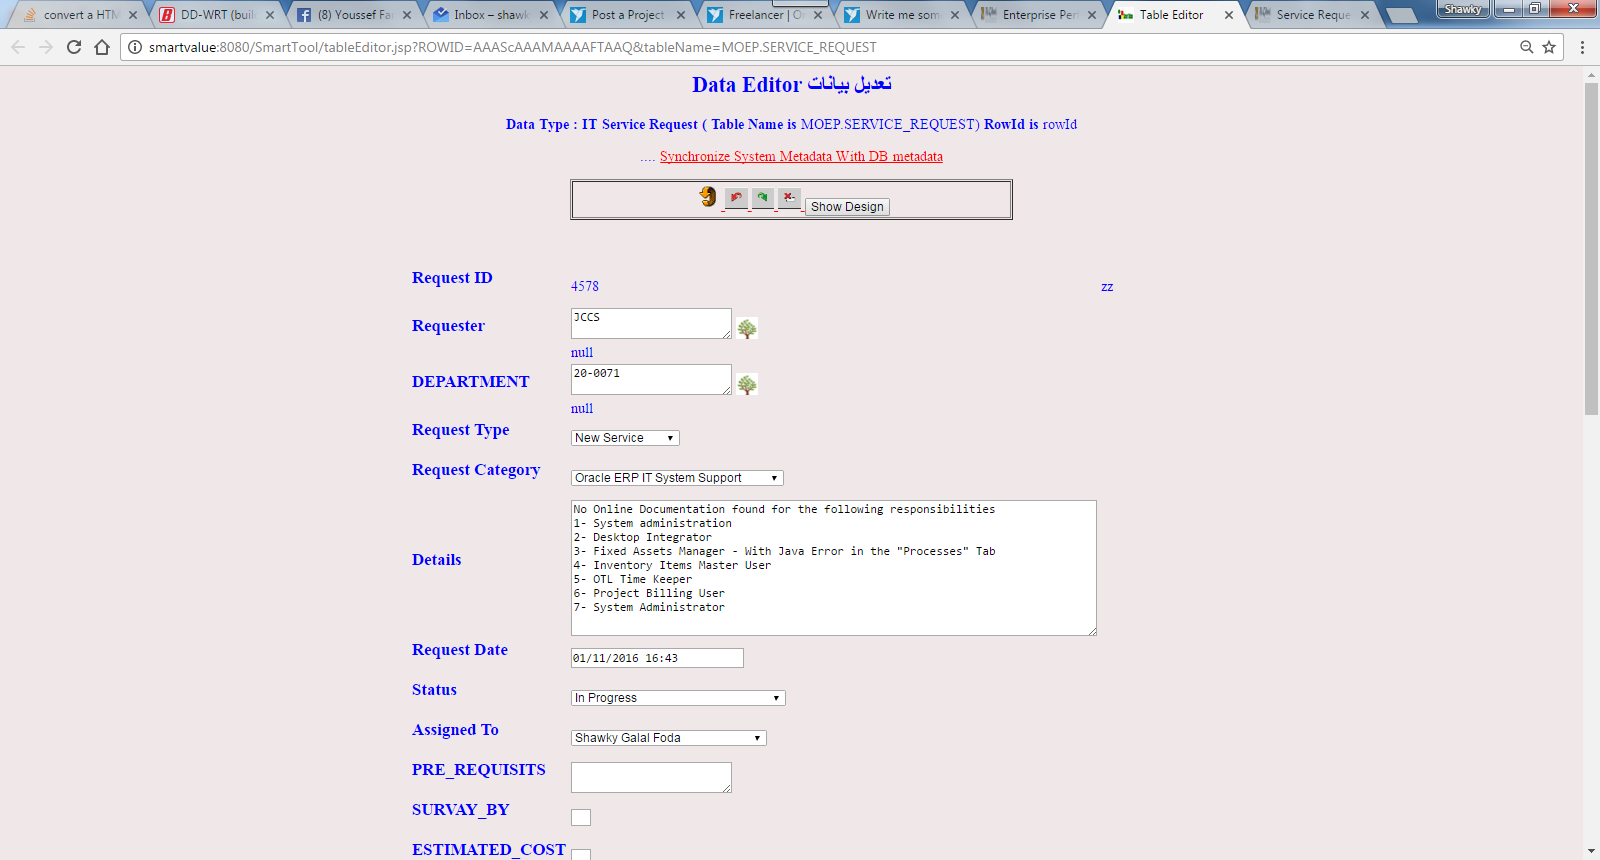 convert a HTM
DD-WRT (buil
(8) Youssef Far
Inbox – shawk
Post a Project
Freelancer | O
Write me som
Enterprise Per
Table Editor
Service Reque
Shawky
smartvalue:8080/SmartTool/tableEditor.jsp?ROWID=AAAScAAAMAAAAFTAAQ&tableName=MOEP.SERVICE_REQUEST
Data Editor تعديل بيانات
Data Type : IT Service Request ( Table Name is MOEP.SERVICE_REQUEST) RowId is rowId
.... Synchronize System Metadata With DB metadata
Show Design
Request ID
4578
zz
Requester
JCCS
null
DEPARTMENT
20-0071
null
Request Type
New Service
Request Category
Oracle ERP IT System Support
Details
No Online Documentation found for the following responsibilities
1- System administration
2- Desktop Integrator
3- Fixed Assets Manager - With Java Error in the "Processes" Tab
4- Inventory Items Master User
5- OTL Time Keeper
6- Project Billing User
7- System Administrator
Request Date
01/11/2016 16:43
Status
In Progress
Assigned To
Shawky Galal Foda
PRE_REQUISITS
SURVAY_BY
ESTIMATED_COST